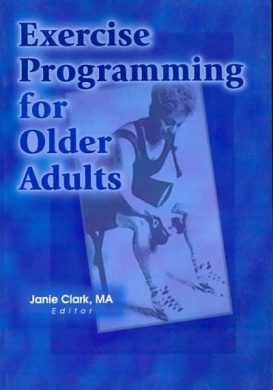 Exercise
Programming
for
Older
Adults
Janie Clark, MA
Editor